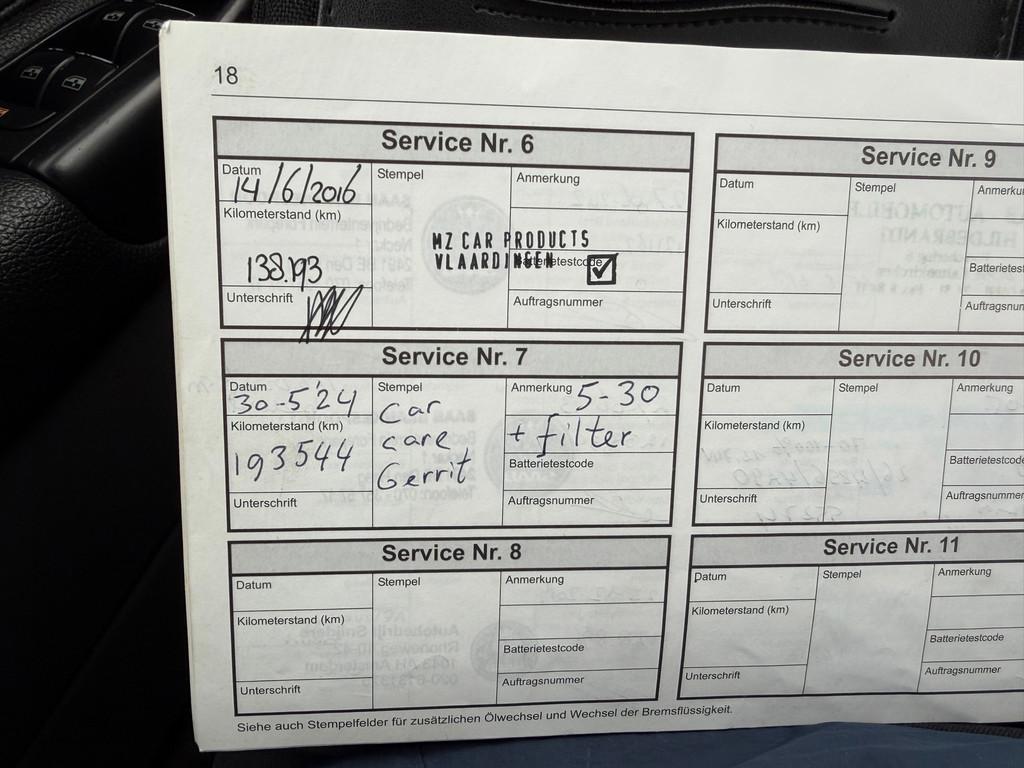 18
Service Nr. 6
Datum
14/6/2016
Kilometerstand (km)
138.193
Unterschrift
Stempel
MZ CAR PRODUCTS
VLAARDINGEN
Anmerkung
Batterietestcode
Auftragsnummer
Service Nr. 9
Datum
Kilometerstand (km)
Unterschrift
Stempel
Anmerku
Batterietest
Auftragsnum
Service Nr. 7
Datum
30-5'24
Kilometerstand (km)
193544
Unterschrift
Stempel
Car
care
Gerrit
Anmerkung
5-30
+ filter
Batterietestcode
Auftragsnummer
Service Nr. 10
Datum
Kilometerstand (km)
Unterschrift
Stempel
Anmerkung
Batterietestcode
Auftragsnumm
Service Nr. 8
Datum
Kilometerstand (km)
Unterschrift
Stempel
Anmerkung
Batterietestcode
Auftragsnummer
Service Nr. 11
Datum
Kilometerstand (km)
Unterschrift
Stempel
Anmerkung
Batterietestcode
Auftragsnummer
Siehe auch Stempelfelder für zusätzlichen Ölwechsel und Wechsel der Bremsflüssigkeit.